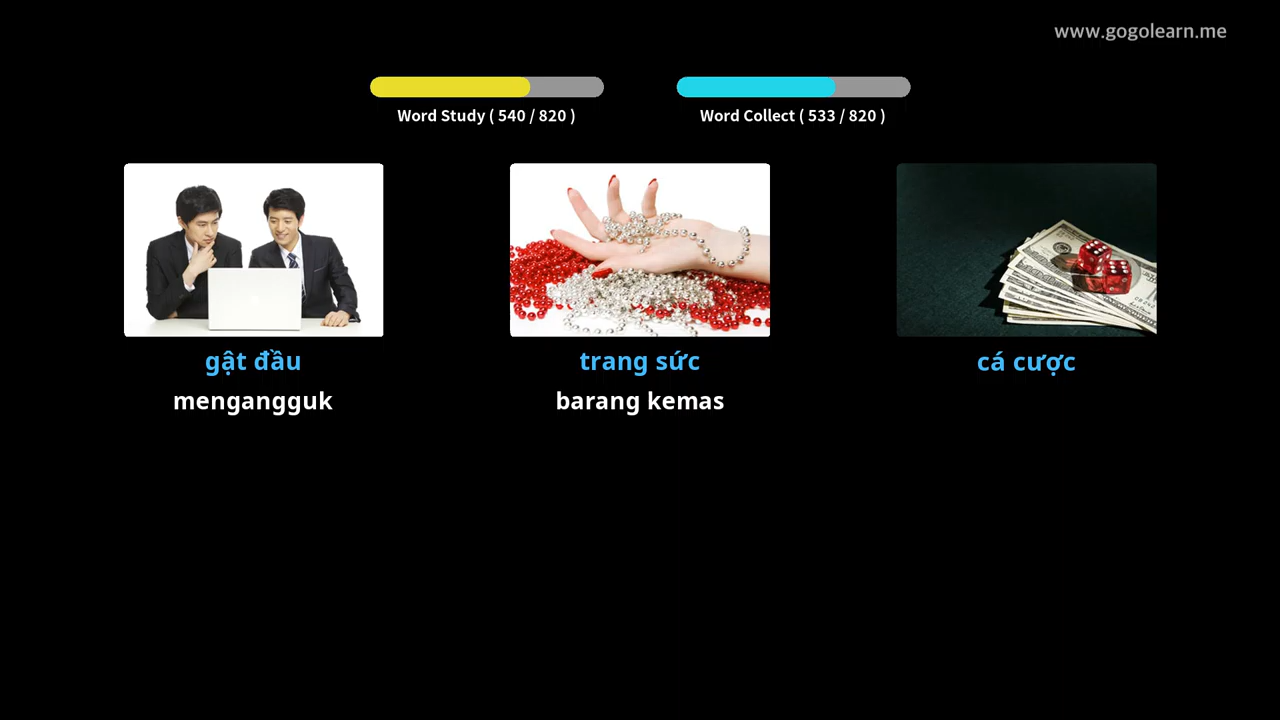 www.gogolearn.me
Word Study ( 540 / 820 )
Word Collect ( 533 / 820 )
gật đầu
trang sức
cá cược
mengangguk
barang kemas